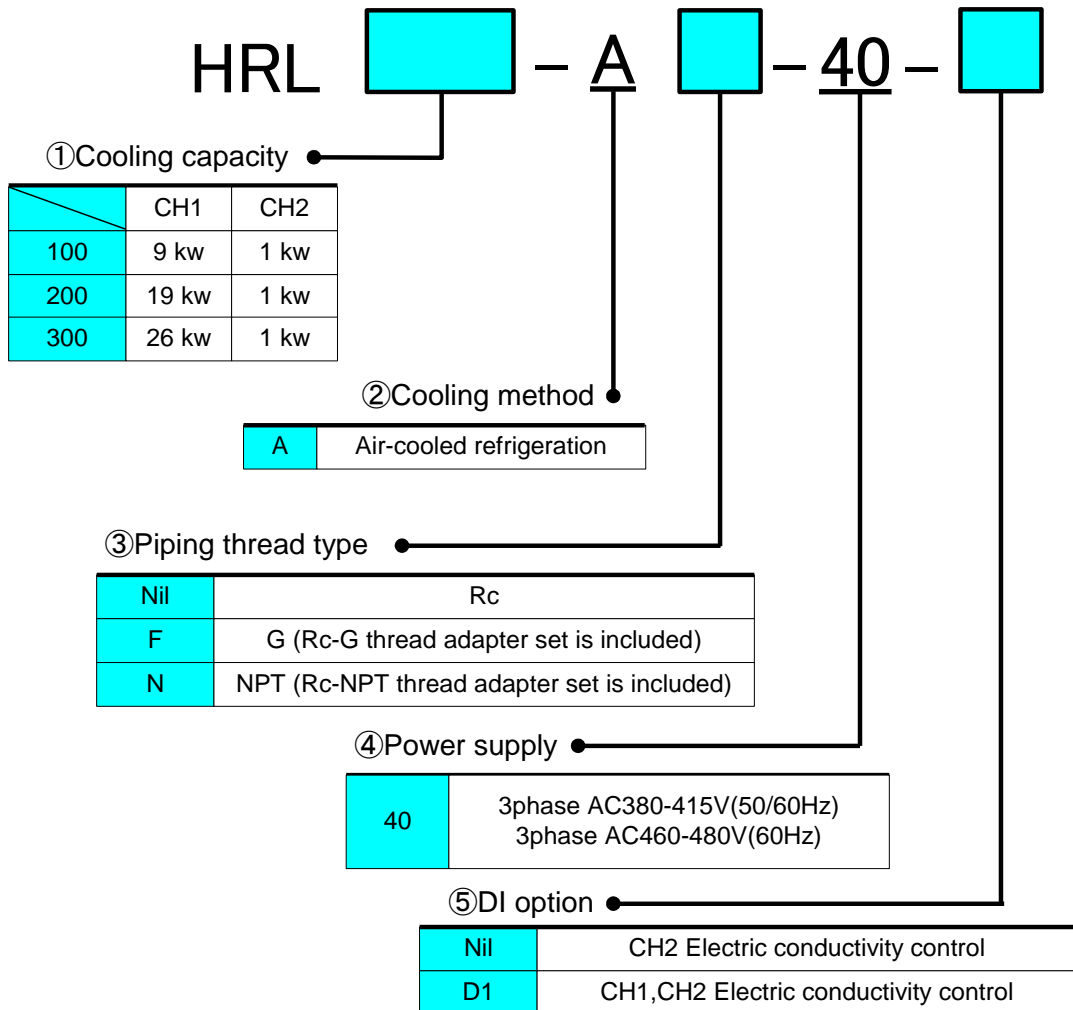 HRL – A – 40 –
①Cooling capacity
CH1 CH2
100 9 kw 1 kw
200 19 kw 1 kw
300 26 kw 1 kw
②Cooling method
A Air-cooled refrigeration
③Piping thread type
Nil Rc
F G (Rc-G thread adapter set is included)
N NPT (Rc-NPT thread adapter set is included)
④Power supply
40 3phase AC380-415V(50/60Hz)
3phase AC460-480V(60Hz)
⑤DI option
Nil CH2 Electric conductivity control
D1 CH1,CH2 Electric conductivity control